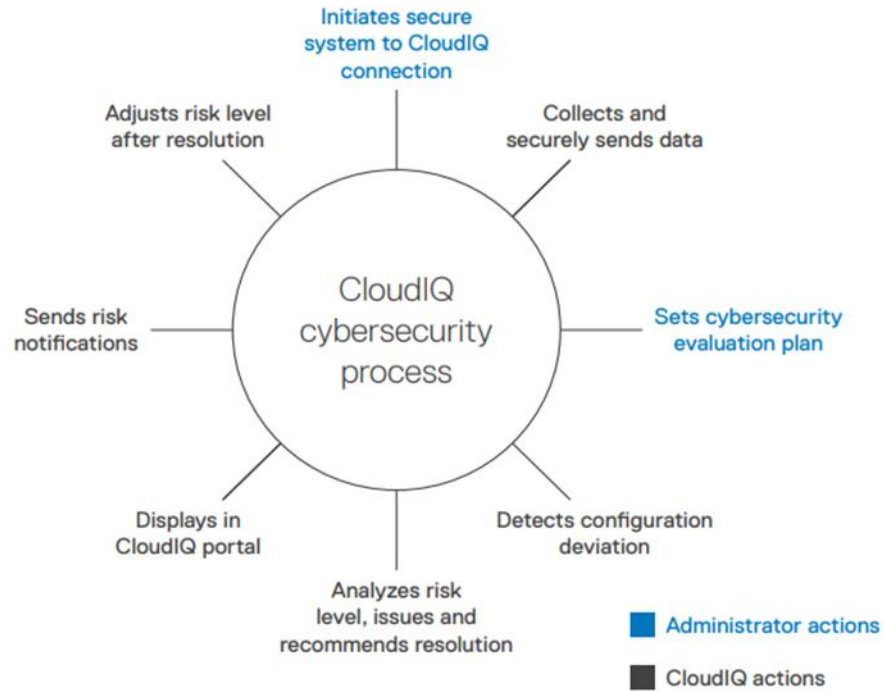 Initiates secure
system to CloudIQ
connection
Adjusts risk level
after resolution
Collects and
securely sends data
CloudIQ
cybersecurity
process
Sends risk
notifications
Sets cybersecurity
evaluation plan
Displays in
CloudIQ portal
Detects configuration
deviation
Analyzes risk
level, issues and
recommends resolution
Administrator actions
CloudIQ actions